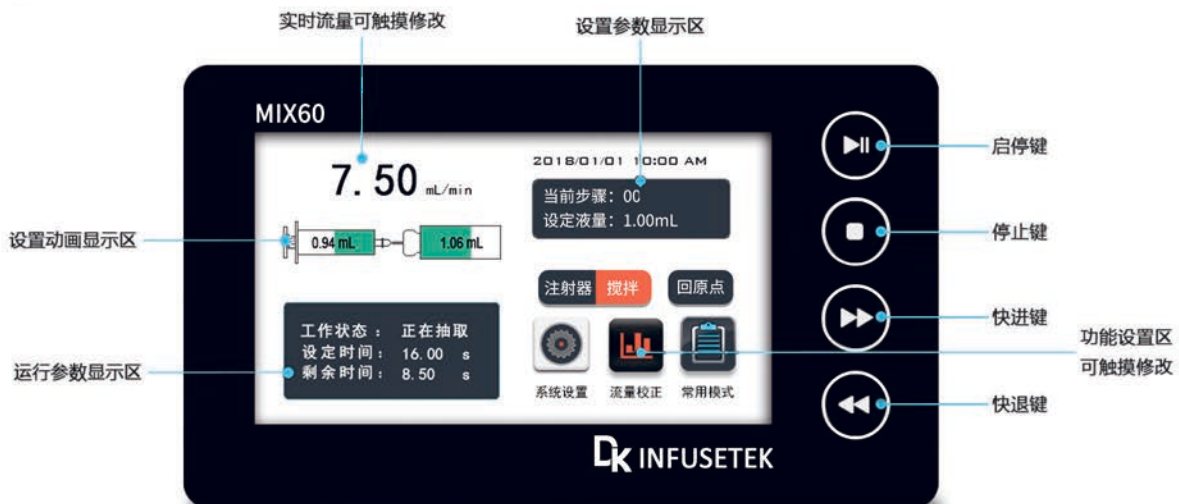 实时流量可触摸修改
设置参数显示区
MIX60
7.50 mL/min
2018/01/01 10:00 AM
当前步骤：00
设定液量：1.00mL
启停键
设置动画显示区
0.94 mL
1.06 mL
停止键
注射器
搅拌
回原点
快进键
工作状态： 正在抽取
设定时间： 16.00 s
剩余时间： 8.50 s
运行参数显示区
功能设置区
可触摸修改
系统设置
流量校正
常用模式
快退键
DK INFUSETEK